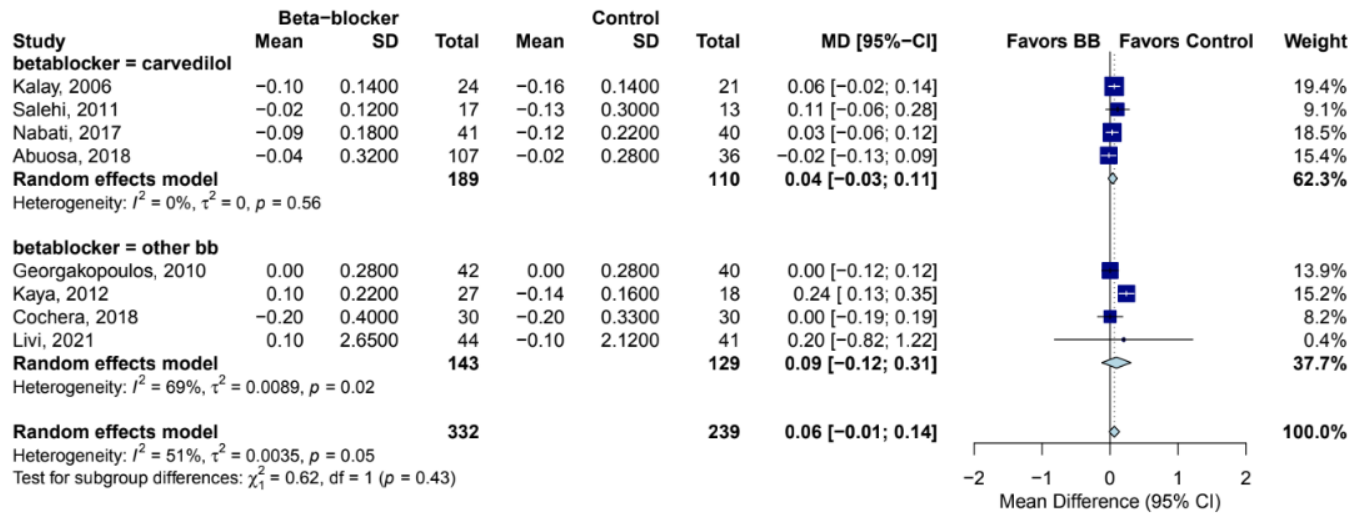 Beta−blocker Control
Study Mean SD Total Mean SD Total MD [95%−CI] Favors BB Favors Control Weight
betablocker = carvedilol
Kalay, 2006 −0.10 0.1400 24 −0.16 0.1400 21 0.06 [−0.02; 0.14] 19.4%
Salehi, 2011 −0.02 0.1200 17 −0.13 0.3000 13 0.11 [−0.06; 0.28] 9.1%
Nabati, 2017 −0.09 0.1800 41 −0.12 0.2200 40 0.03 [−0.06; 0.12] 18.5%
Abuosa, 2018 −0.04 0.3200 107 −0.02 0.2800 36 −0.02 [−0.13; 0.09] 15.4%
Random effects model 189 110 0.04 [−0.03; 0.11] 62.3%
Heterogeneity: I² = 0%, τ² = 0, p = 0.56
betablocker = other bb
Georgakopoulos, 2010 0.00 0.2800 42 0.00 0.2800 40 0.00 [−0.12; 0.12] 13.9%
Kaya, 2012 0.10 0.2200 27 −0.14 0.1600 18 0.24 [ 0.13; 0.35] 15.2%
Cochera, 2018 −0.20 0.4000 30 −0.20 0.3300 30 0.00 [−0.19; 0.19] 8.2%
Livi, 2021 0.10 2.6500 44 −0.10 2.1200 41 0.20 [−0.82; 1.22] 0.4%
Random effects model 143 129 0.09 [−0.12; 0.31] 37.7%
Heterogeneity: I² = 69%, τ² = 0.0089, p = 0.02
Random effects model 332 239 0.06 [−0.01; 0.14] 100.0%
Heterogeneity: I² = 51%, τ² = 0.0035, p = 0.05
Test for subgroup differences: χ²₁ = 0.62, df = 1 (p = 0.43)
−2 −1 0 1 2
Mean Difference (95% CI)